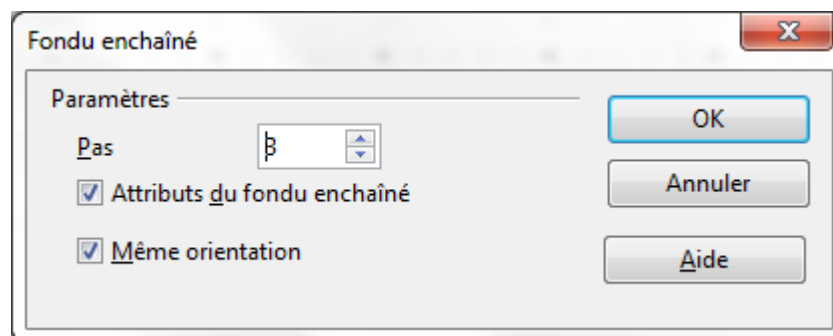 Fondu enchaîné
Paramètres
OK
Pas 3
Attributs du fondu enchaîné
Annuler
Même orientation
Aide